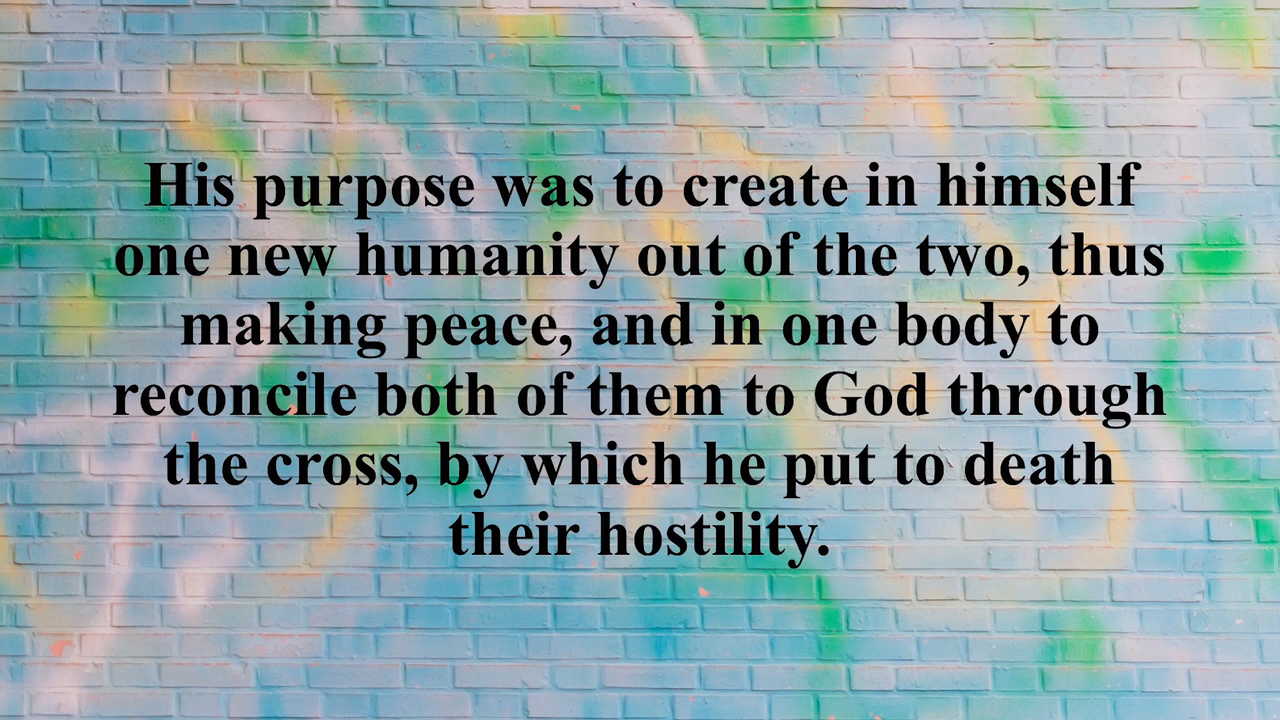 His purpose was to create in himself
one new humanity out of the two, thus
making peace, and in one body to
reconcile both of them to God through
the cross, by which he put to death
their hostility.